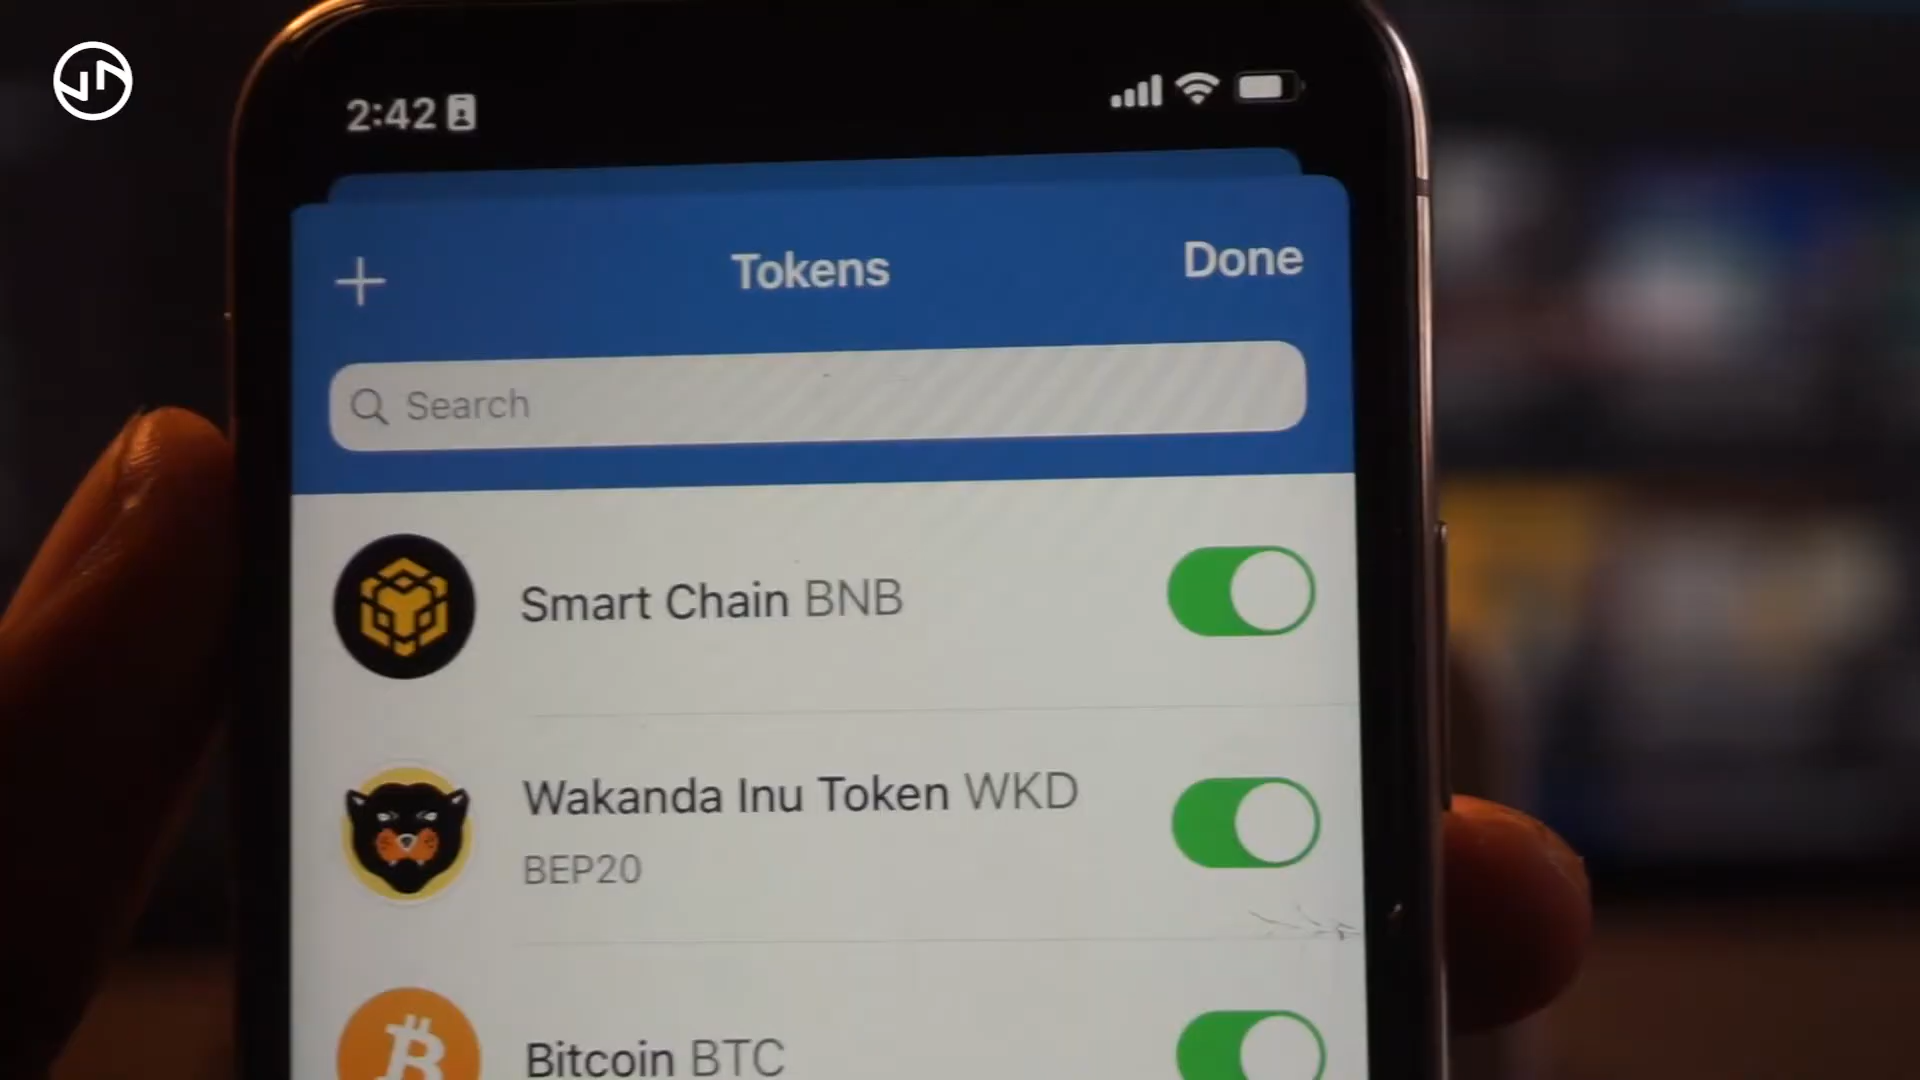 2:42
Tokens
Done
Search
Smart Chain BNB
Wakanda Inu Token WKD
BEP20
Bitcoin BTC